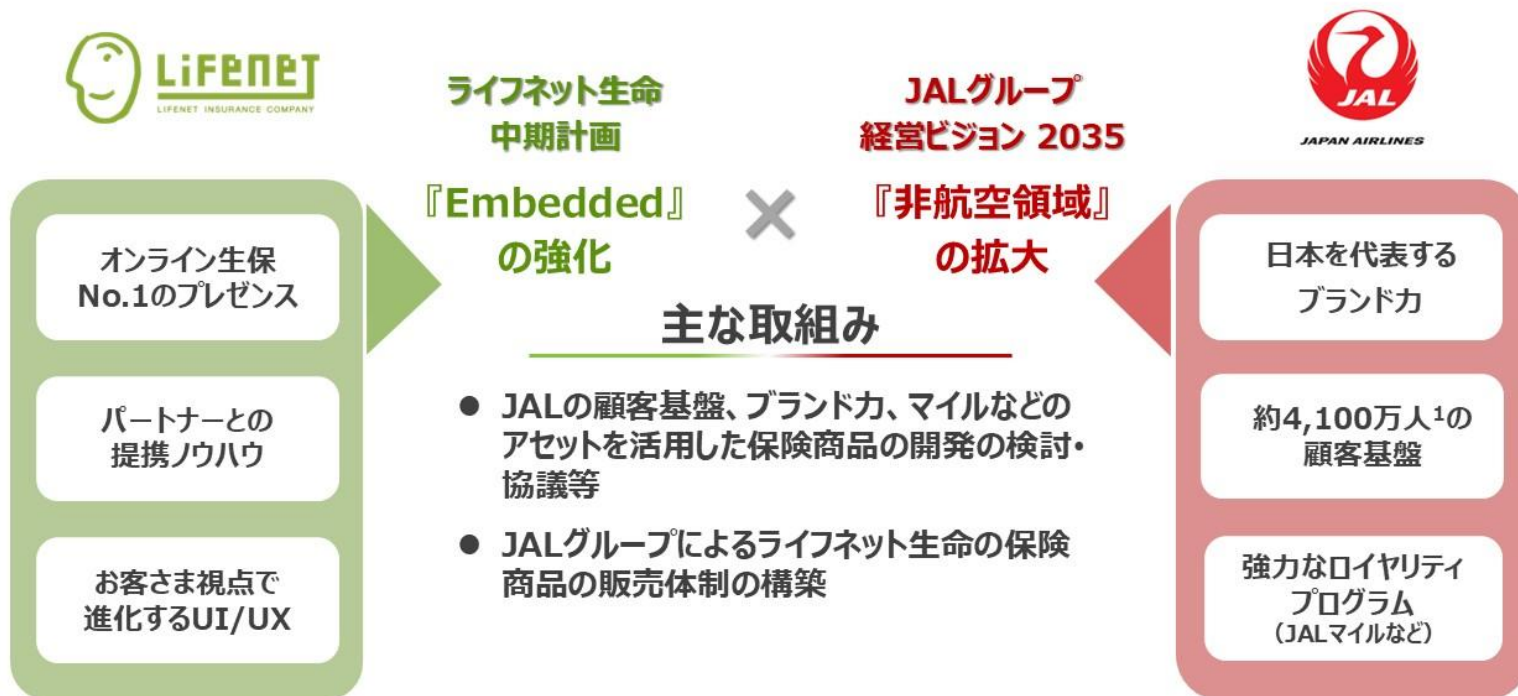 LIFENET
LIFENET INSURANCE COMPANY
ライフネット生命
中期計画
『Embedded』
の強化
×
JALグループ
経営ビジョン 2035
『非航空領域』
の拡大
JAL
JAPAN AIRLINES
オンライン生保
No.1のプレゼンス
パートナーとの
提携ノウハウ
お客さま視点で
進化するUI/UX
主な取組み
● JALの顧客基盤、ブランド力、マイルなどの
アセットを活用した保険商品の開発の検討・
協議等
● JALグループによるライフネット生命の保険
商品の販売体制の構築
日本を代表する
ブランド力
約4,100万人¹の
顧客基盤
強力なロイヤリティ
プログラム
（JALマイルなど）